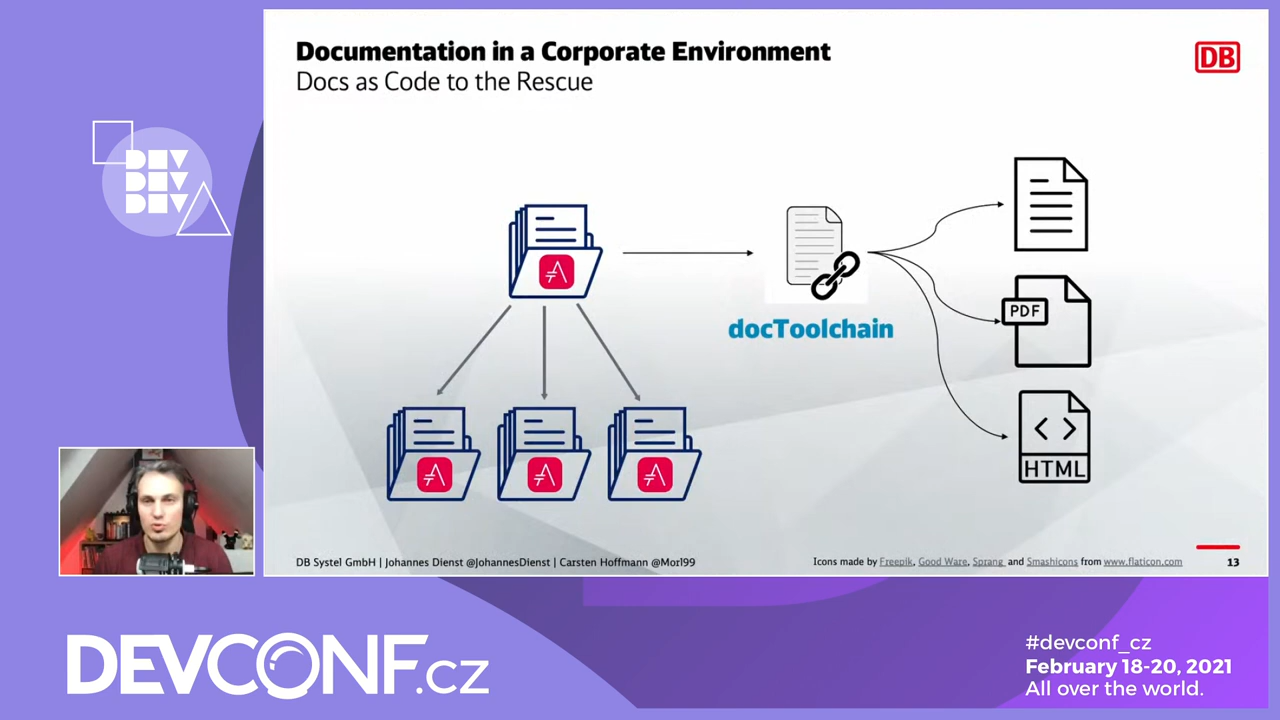 Documentation in a Corporate Environment
Docs as Code to the Rescue
DB
DEV
DEV
DEV
docToolchain
PDF
HTML
DB Systel GmbH | Johannes Dienst @JohannesDienst | Carsten Hoffmann @Mor199
Icons made by Freepik, Good Ware, Sprang and Smashicons from www.flaticon.com
13
DEVCONF.cz
#devconf_cz
February 18-20, 2021
All over the world.